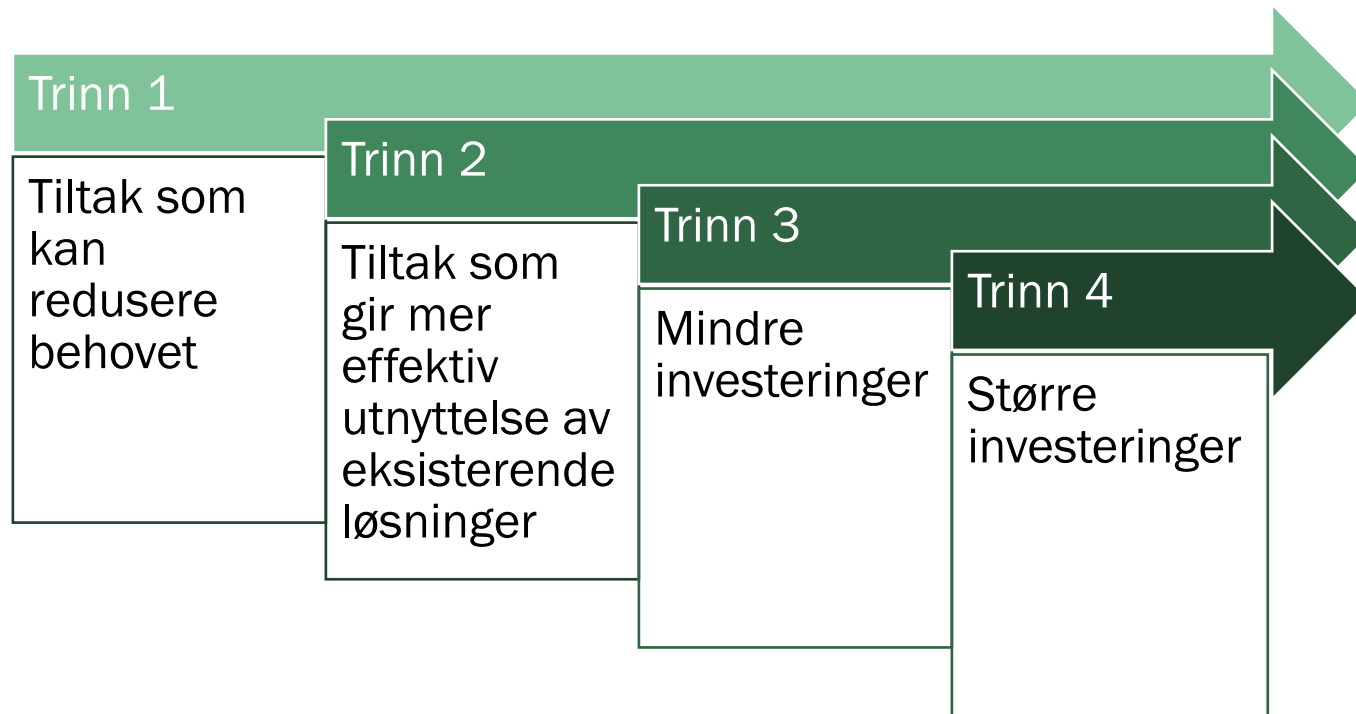 Trinn 1
Tiltak som
kan
redusere
behovet
Trinn 2
Tiltak som
gir mer
effektiv
utnyttelse av
eksisterende
løsninger
Trinn 3
Mindre
investeringer
Trinn 4
Større
investeringer